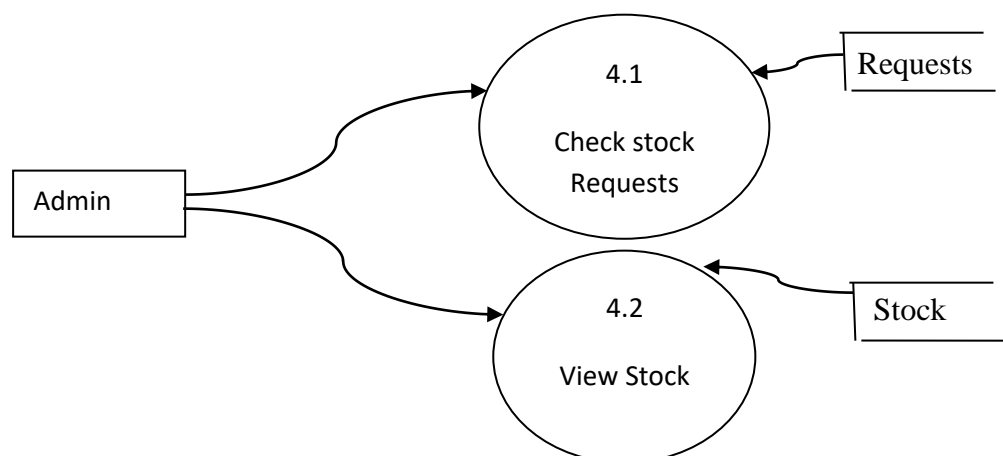 Admin
4.1
Check stock
Requests
Requests
4.2
View Stock
Stock